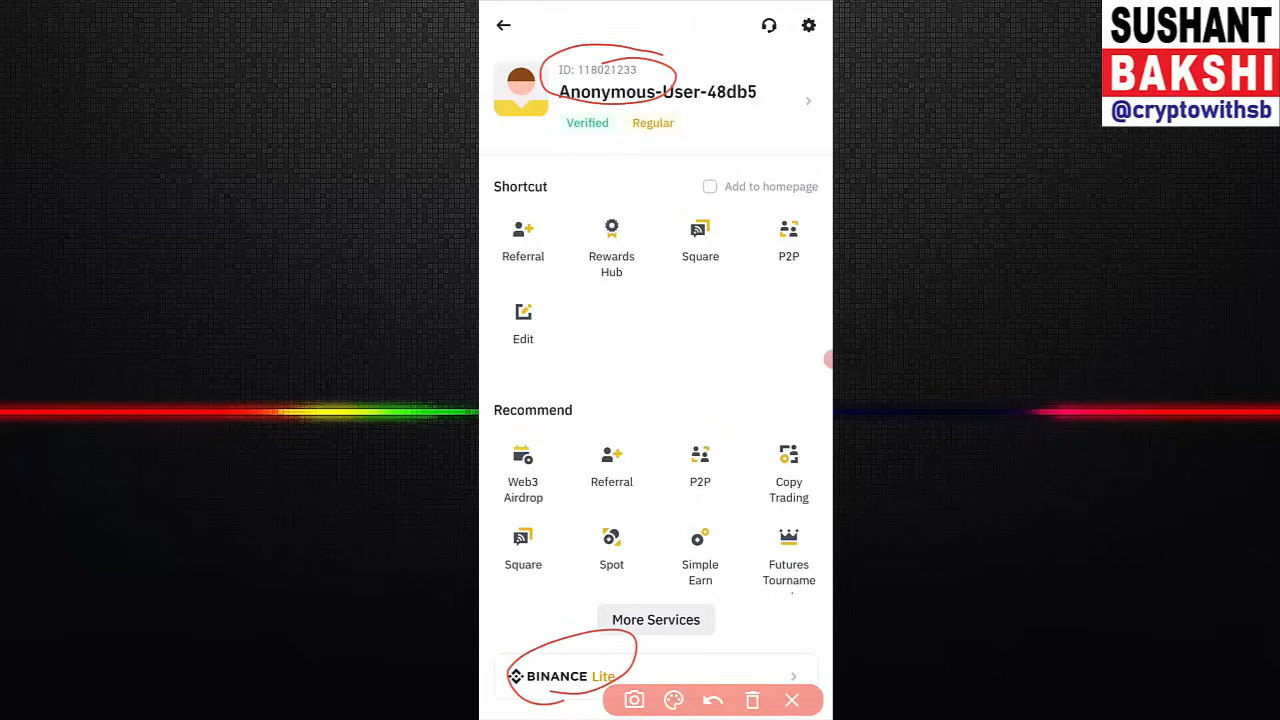 SUSHANT
BAKSHI
@cryptowithsb
ID: 118021233
Anonymous-User-48db5
Verified Regular
Shortcut Add to homepage
Referral Rewards Square P2P
Hub
Edit
Recommend
Web3 Referral P2P Copy
Airdrop Trading
Square Spot Simple Futures
Earn Tourname
More Services
BINANCE Lite